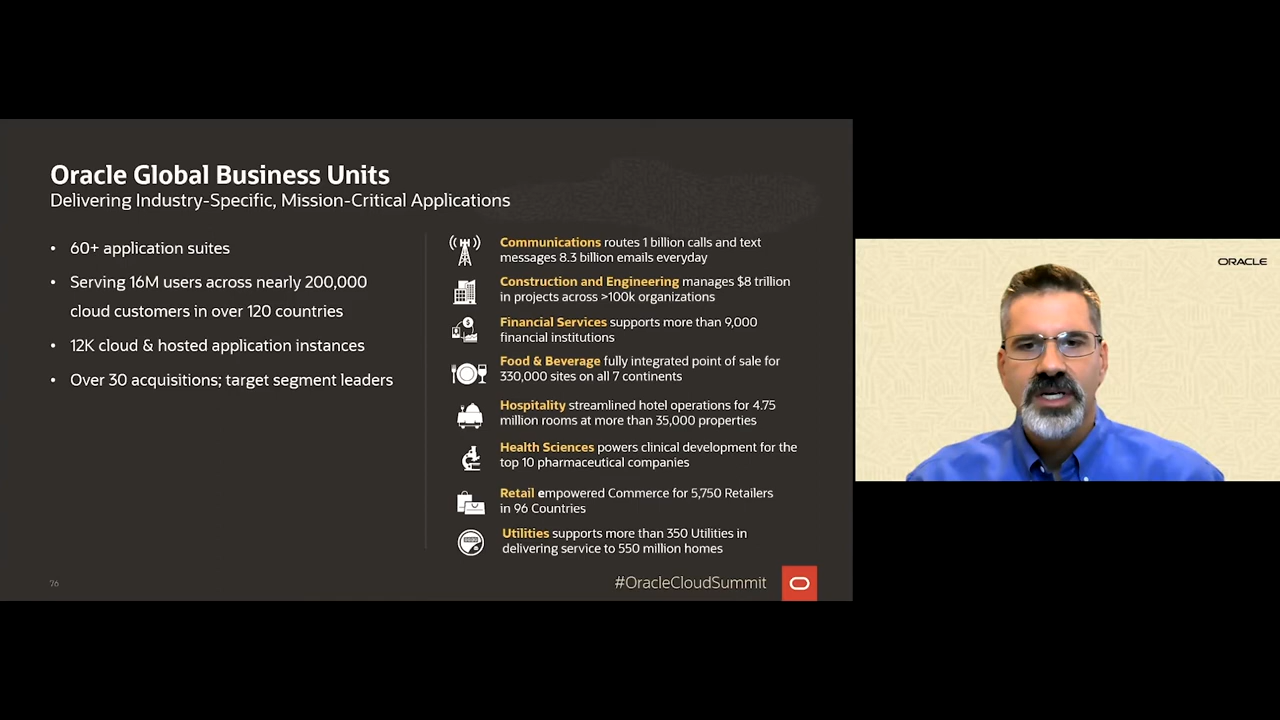 Oracle Global Business Units
Delivering Industry-Specific, Mission-Critical Applications
• 60+ application suites
• Serving 16M users across nearly 200,000
cloud customers in over 120 countries
• 12K cloud & hosted application instances
• Over 30 acquisitions; target segment leaders
Communications routes 1 billion calls and text
messages 8.3 billion emails everyday
Construction and Engineering manages $8 trillion
in projects across >100k organizations
Financial Services supports more than 9,000
financial institutions
Food & Beverage fully integrated point of sale for
330,000 sites on all 7 continents
Hospitality streamlined hotel operations for 4.75
million rooms at more than 35,000 properties
Health Sciences powers clinical development for the
top 10 pharmaceutical companies
Retail empowered Commerce for 5,750 Retailers
in 96 Countries
Utilities supports more than 350 Utilities in
delivering service to 550 million homes
76
#OracleCloudSummit
ORACLE